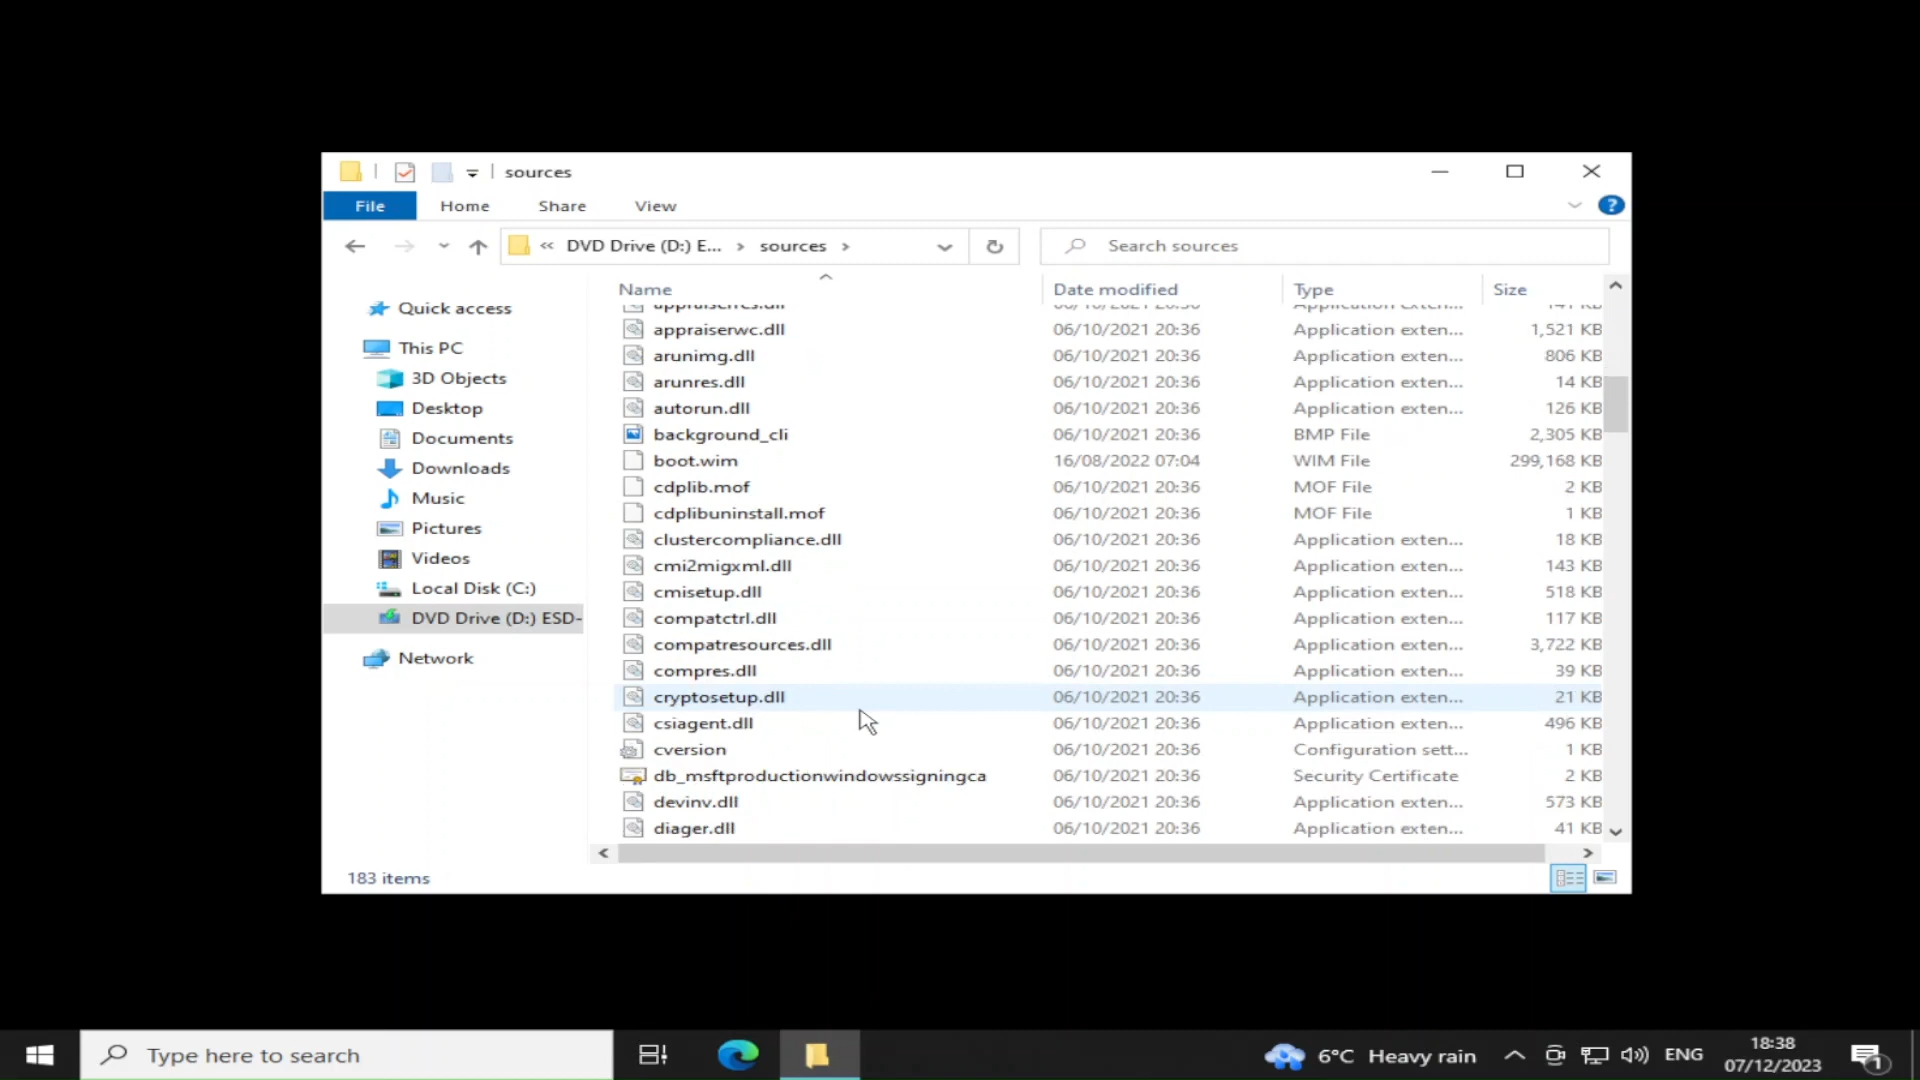 sources
File Home Share View
« DVD Drive (D:) E... › sources ›
Search sources
Name Date modified Type Size
appraiserwc.dll 06/10/2021 20:36 Application exten... 1,521 KB
arunimg.dll 06/10/2021 20:36 Application exten... 806 KB
arunres.dll 06/10/2021 20:36 Application exten... 14 KB
autorun.dll 06/10/2021 20:36 Application exten... 126 KB
background_cli 06/10/2021 20:36 BMP File 2,305 KB
boot.wim 16/08/2022 07:04 WIM File 299,168 KB
cdplib.mof 06/10/2021 20:36 MOF File 2 KB
cdplibuninstall.mof 06/10/2021 20:36 MOF File 1 KB
clustercompliance.dll 06/10/2021 20:36 Application exten... 18 KB
cmi2migxml.dll 06/10/2021 20:36 Application exten... 143 KB
cmisetup.dll 06/10/2021 20:36 Application exten... 518 KB
compatctrl.dll 06/10/2021 20:36 Application exten... 117 KB
compatresources.dll 06/10/2021 20:36 Application exten... 3,722 KB
compres.dll 06/10/2021 20:36 Application exten... 39 KB
cryptosetup.dll 06/10/2021 20:36 Application exten... 21 KB
csiagent.dll 06/10/2021 20:36 Application exten... 496 KB
cversion 06/10/2021 20:36 Configuration sett... 1 KB
db_msftproductionwindowssigningca 06/10/2021 20:36 Security Certificate 2 KB
devinv.dll 06/10/2021 20:36 Application exten... 573 KB
diager.dll 06/10/2021 20:36 Application exten... 41 KB
Quick access
This PC
3D Objects
Desktop
Documents
Downloads
Music
Pictures
Videos
Local Disk (C:)
DVD Drive (D:) ESD-
Network
183 items
Type here to search
6°C Heavy rain
ENG
18:38
07/12/2023
1